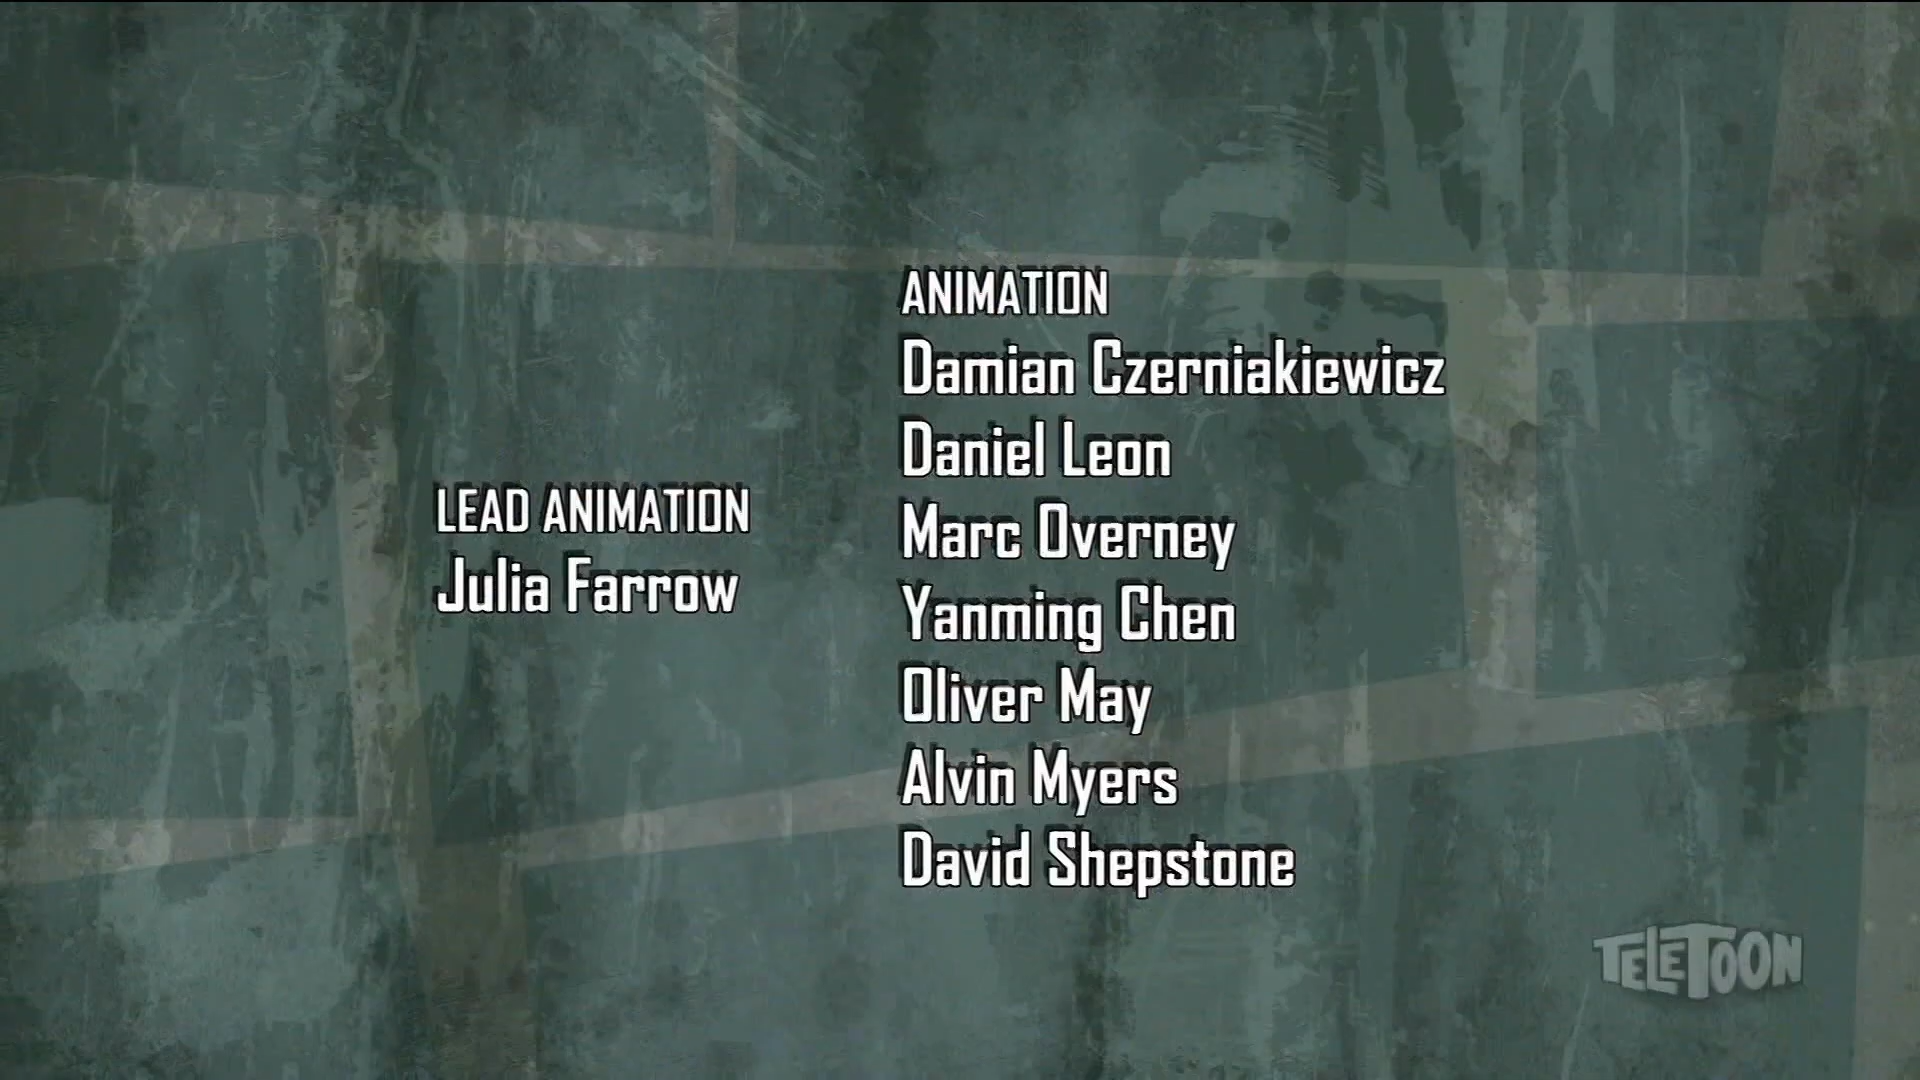 LEAD ANIMATION
Julia Farrow
ANIMATION
Damian Czerniakiewicz
Daniel Leon
Marc Overney
Yanming Chen
Oliver May
Alvin Myers
David Shepstone
TELETOON